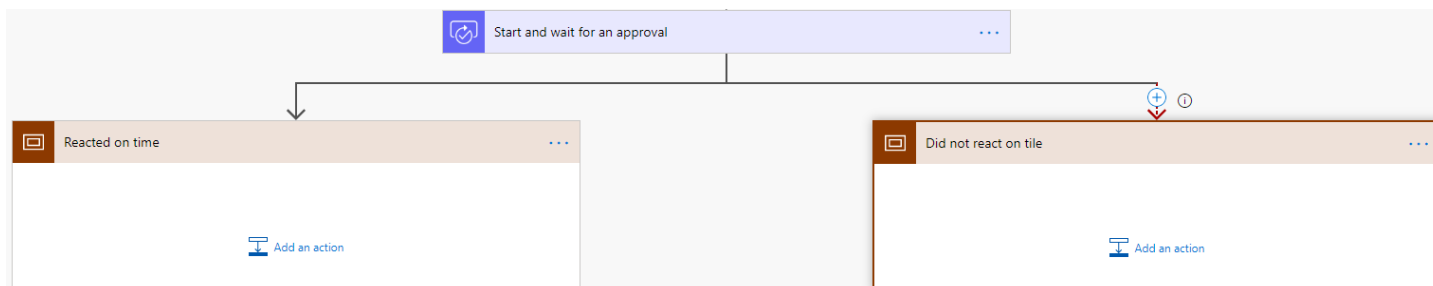 Start and wait for an approval
Reacted on time
Did not react on tile
Add an action
Add an action